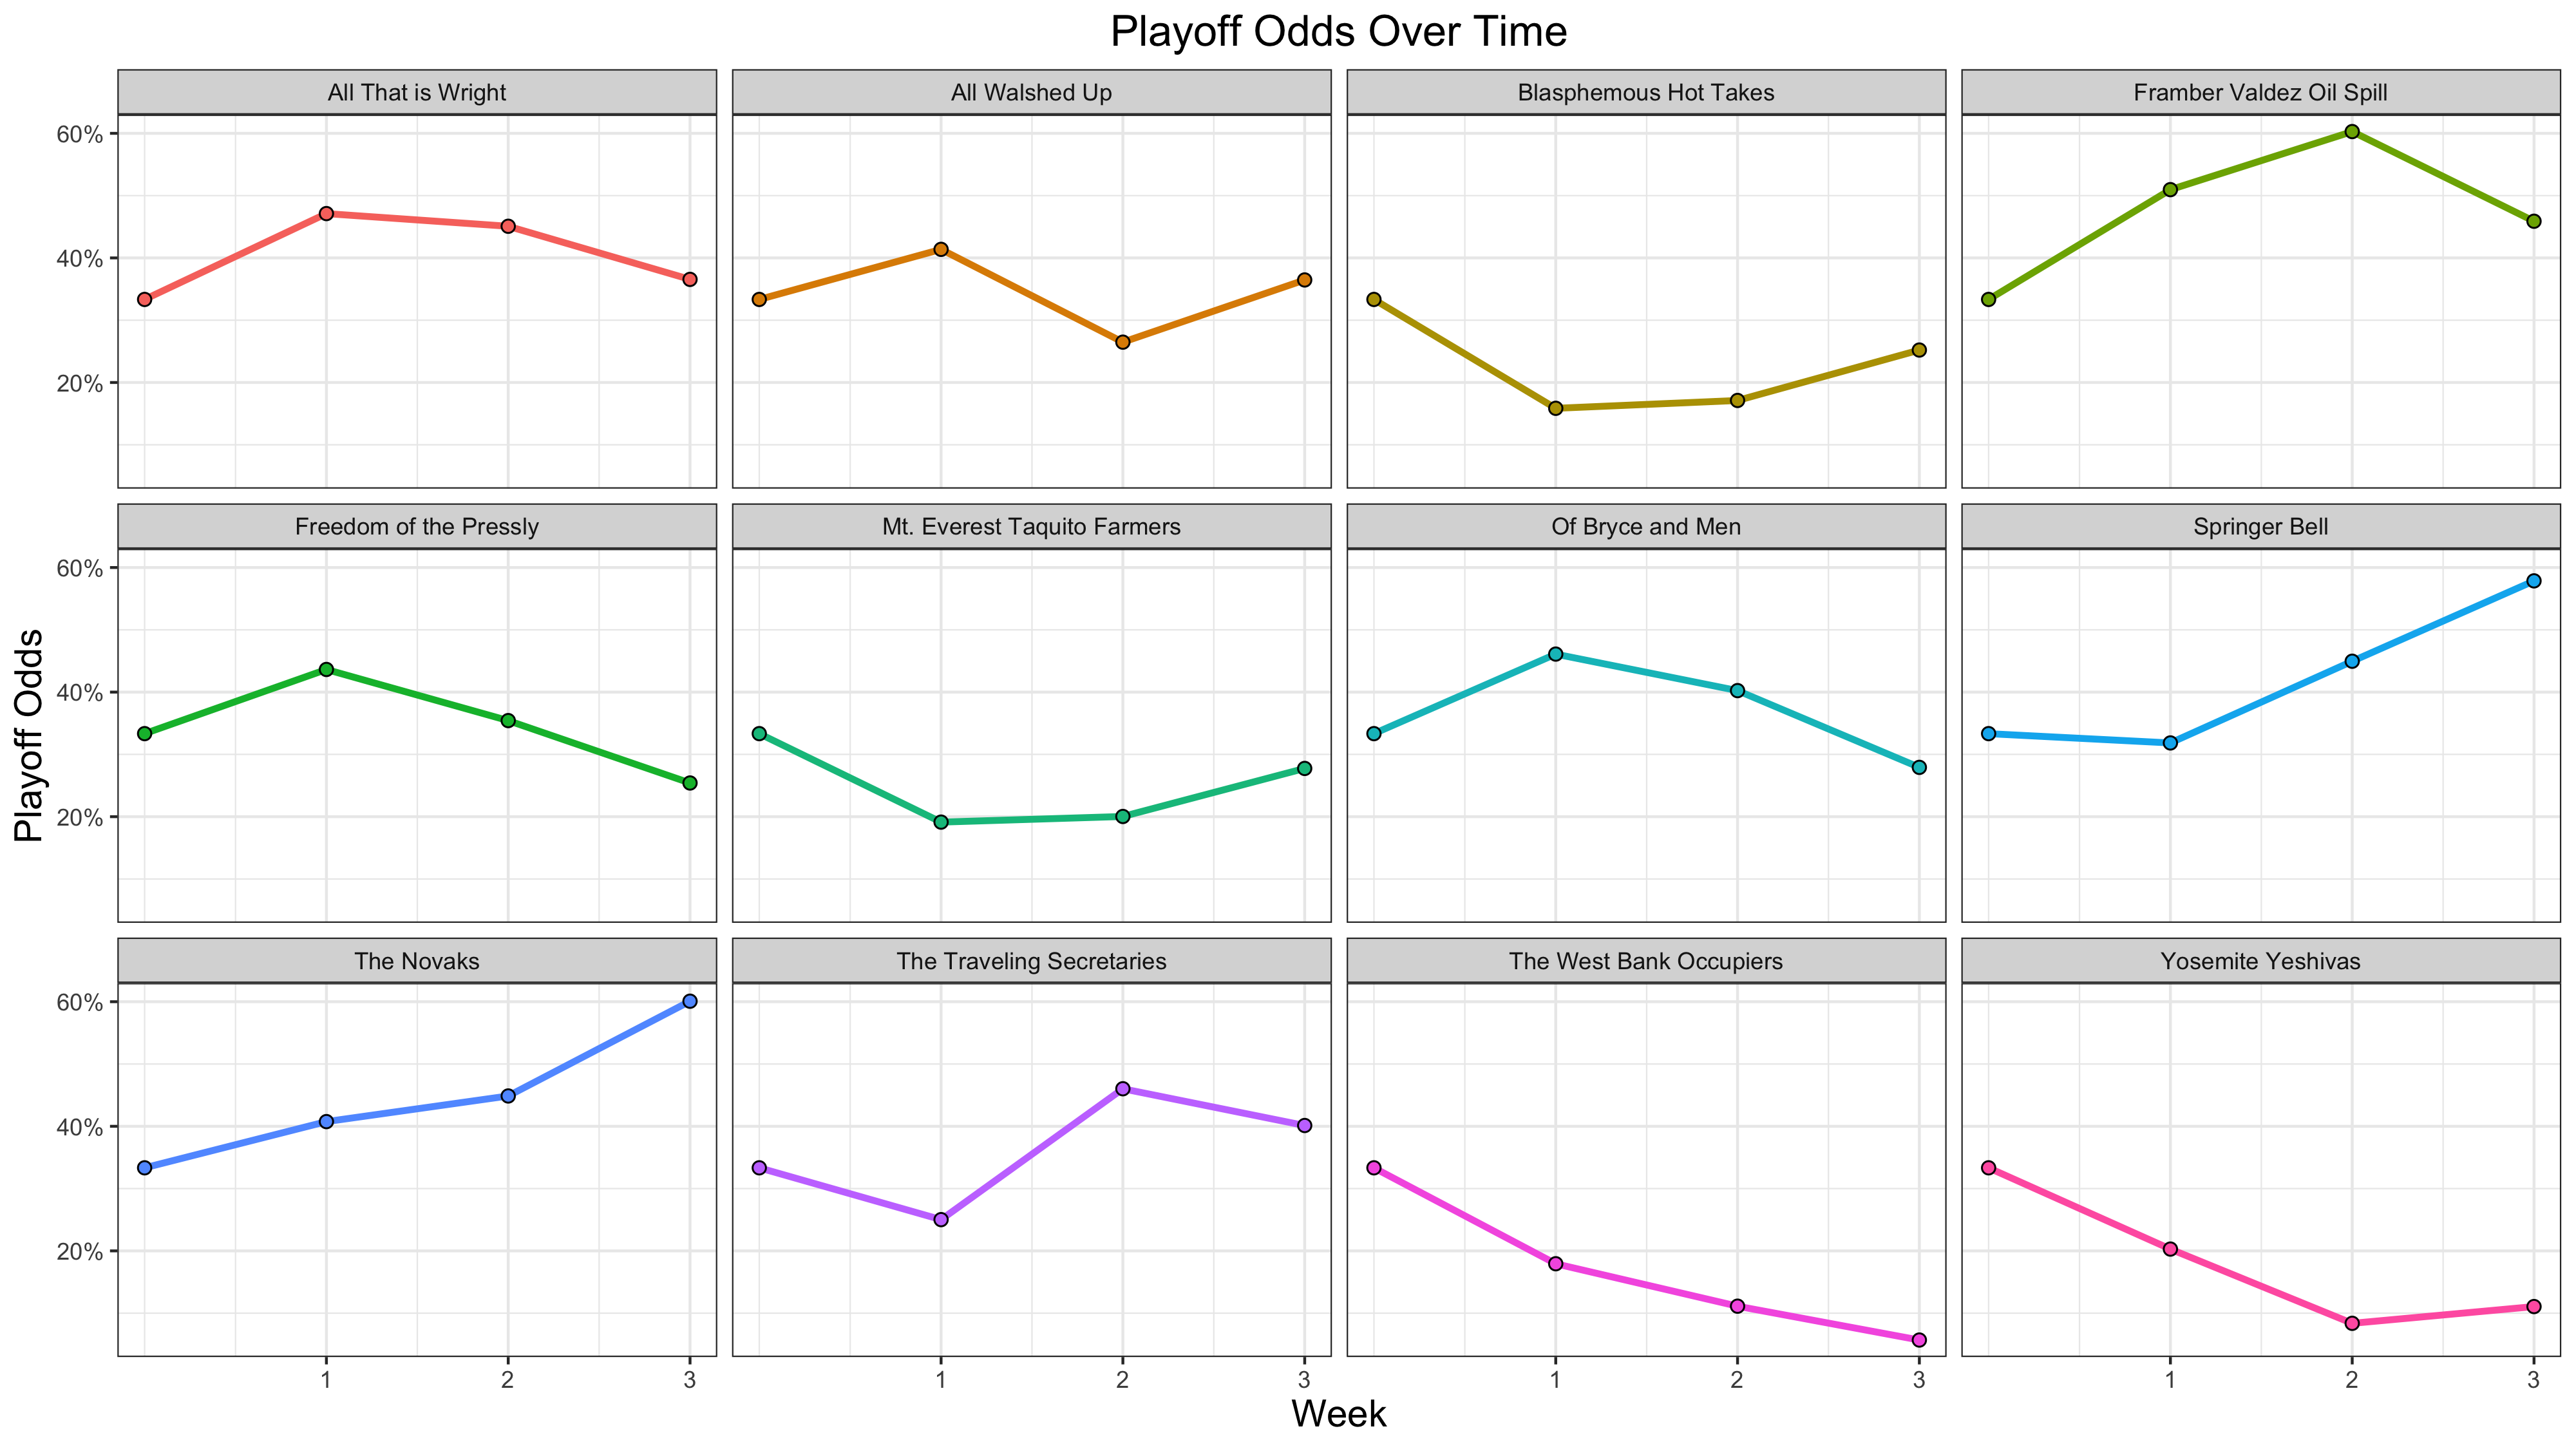 Playoff Odds Over Time
All That is Wright
All Walshed Up
Blasphemous Hot Takes
Framber Valdez Oil Spill
60%
40%
20%
Freedom of the Pressly
Mt. Everest Taquito Farmers
Of Bryce and Men
Springer Bell
60%
40%
20%
Playoff Odds
The Novaks
The Traveling Secretaries
The West Bank Occupiers
Yosemite Yeshivas
60%
40%
20%
1 2 3
1 2 3
1 2 3
1 2 3
Week